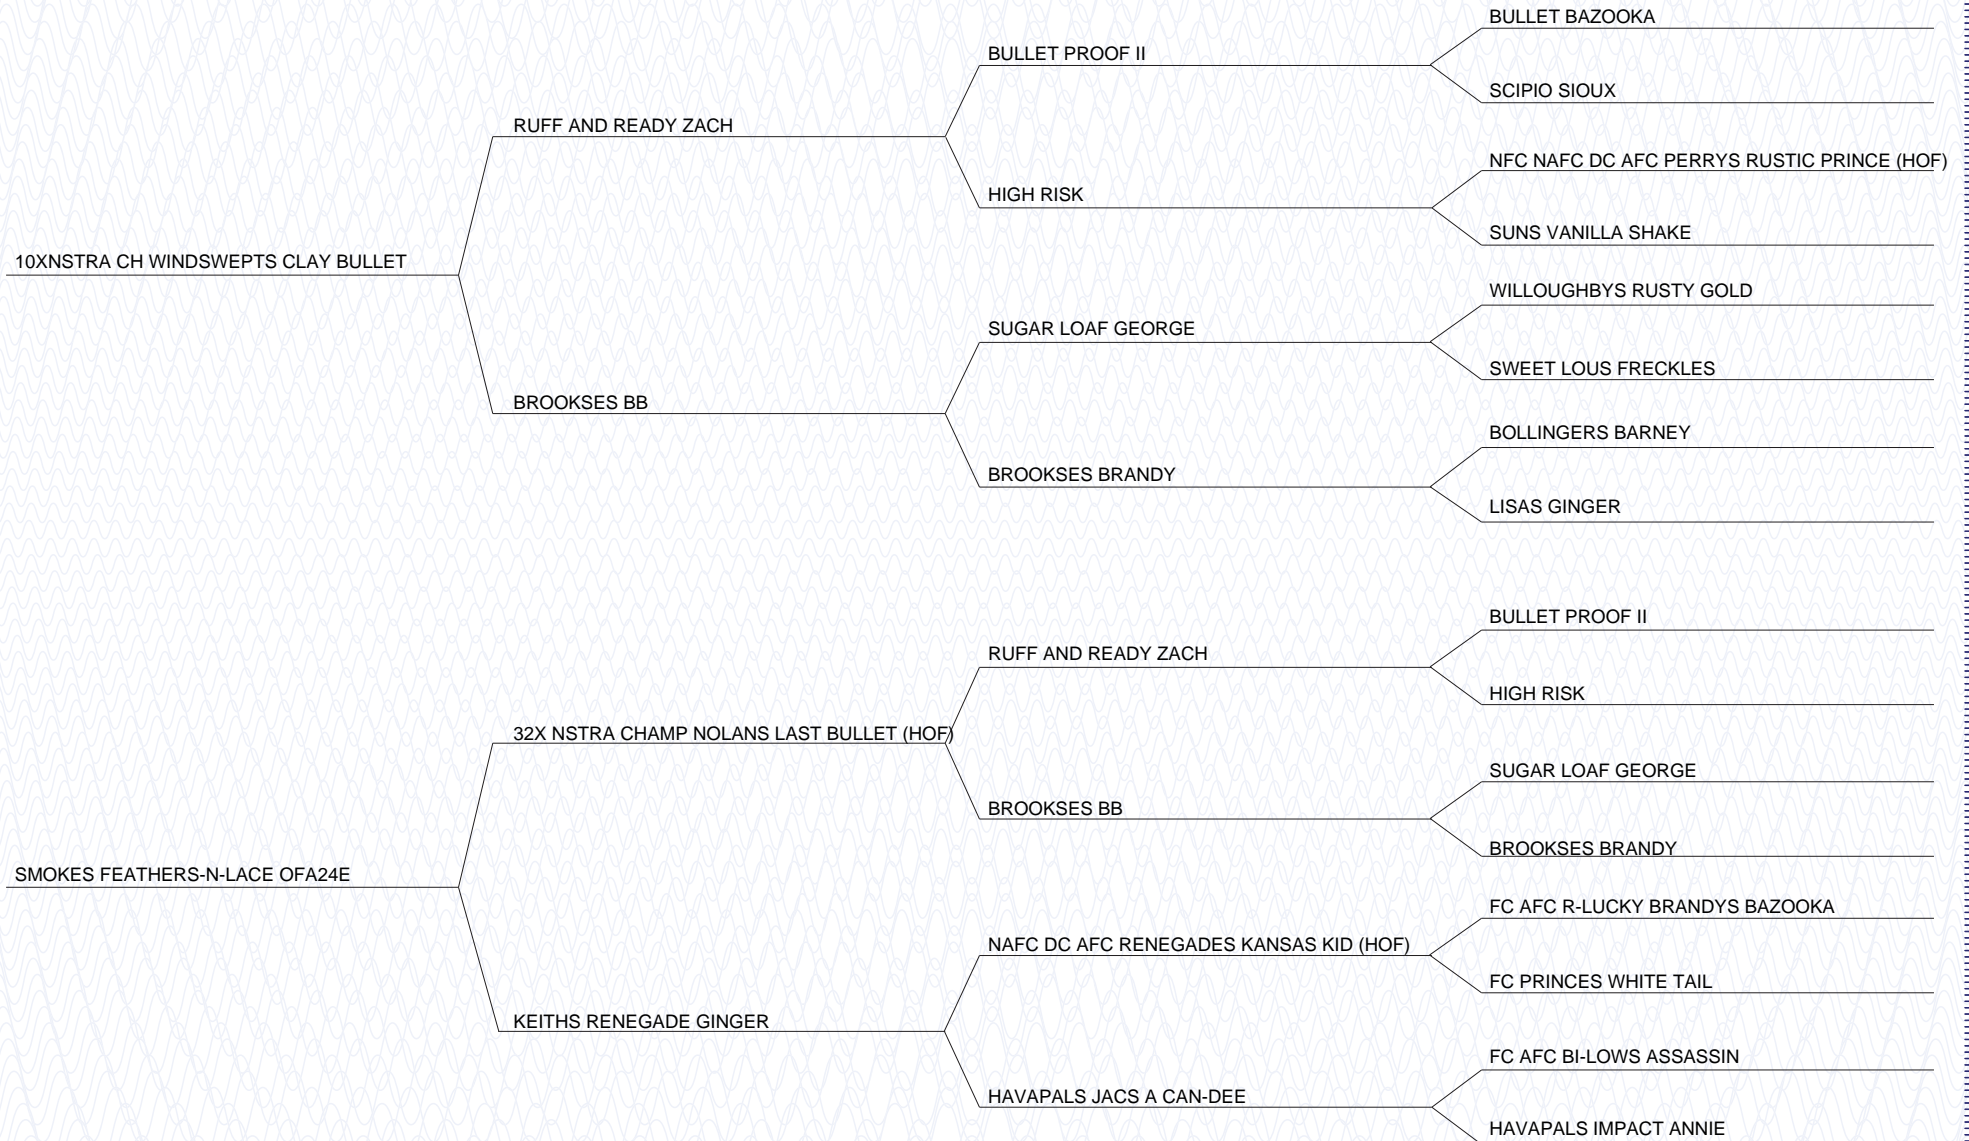 BULLET BAZOOKA
BULLET PROOF II
SCIPIO SIOUX
RUFF AND READY ZACH
NFC NAFC DC AFC PERRYS RUSTIC PRINCE (HOF)
HIGH RISK
SUNS VANILLA SHAKE
10XNSTRA CH WINDSWEPTS CLAY BULLET
WILLOUGHBYS RUSTY GOLD
SUGAR LOAF GEORGE
SWEET LOUS FRECKLES
BROOKSES BB
BOLLINGERS BARNEY
BROOKSES BRANDY
LISAS GINGER
BULLET PROOF II
RUFF AND READY ZACH
HIGH RISK
32X NSTRA CHAMP NOLANS LAST BULLET (HOF)
SUGAR LOAF GEORGE
BROOKSES BB
BROOKSES BRANDY
SMOKES FEATHERS-N-LACE OFA24E
FC AFC R-LUCKY BRANDYS BAZOOKA
NAFC DC AFC RENEGADES KANSAS KID (HOF)
FC PRINCES WHITE TAIL
KEITHS RENEGADE GINGER
FC AFC BI-LOWS ASSASSIN
HAVAPALS JACS A CAN-DEE
HAVAPALS IMPACT ANNIE